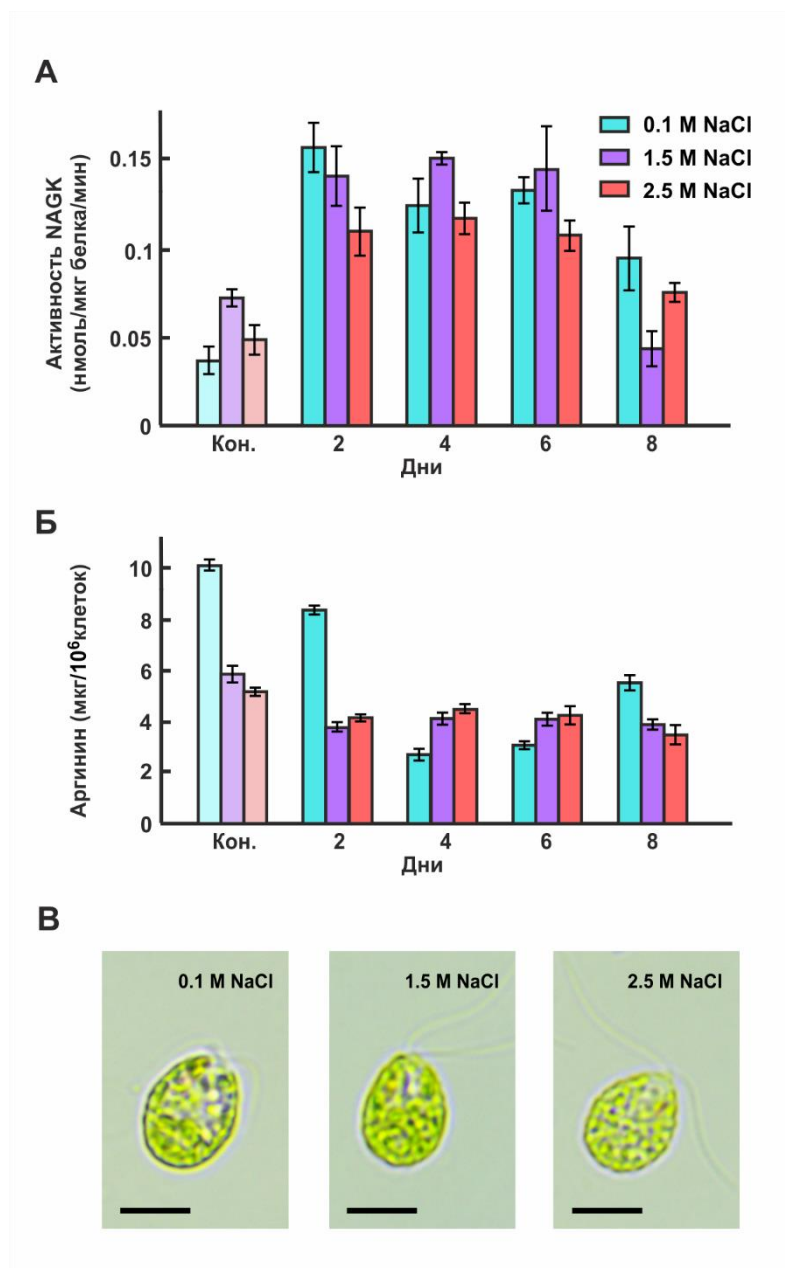 А
Активность NAGK
(нмоль/мкг белка/мин)
0.15
0.1
0.05
0
0.1 M NaCl
1.5 M NaCl
2.5 M NaCl
Кон. 2 4 6 8
Дни
Б
Аргинин (мкг/10⁶клеток)
10
8
6
4
2
0
Кон. 2 4 6 8
Дни
В
0.1 M NaCl
1.5 M NaCl
2.5 M NaCl